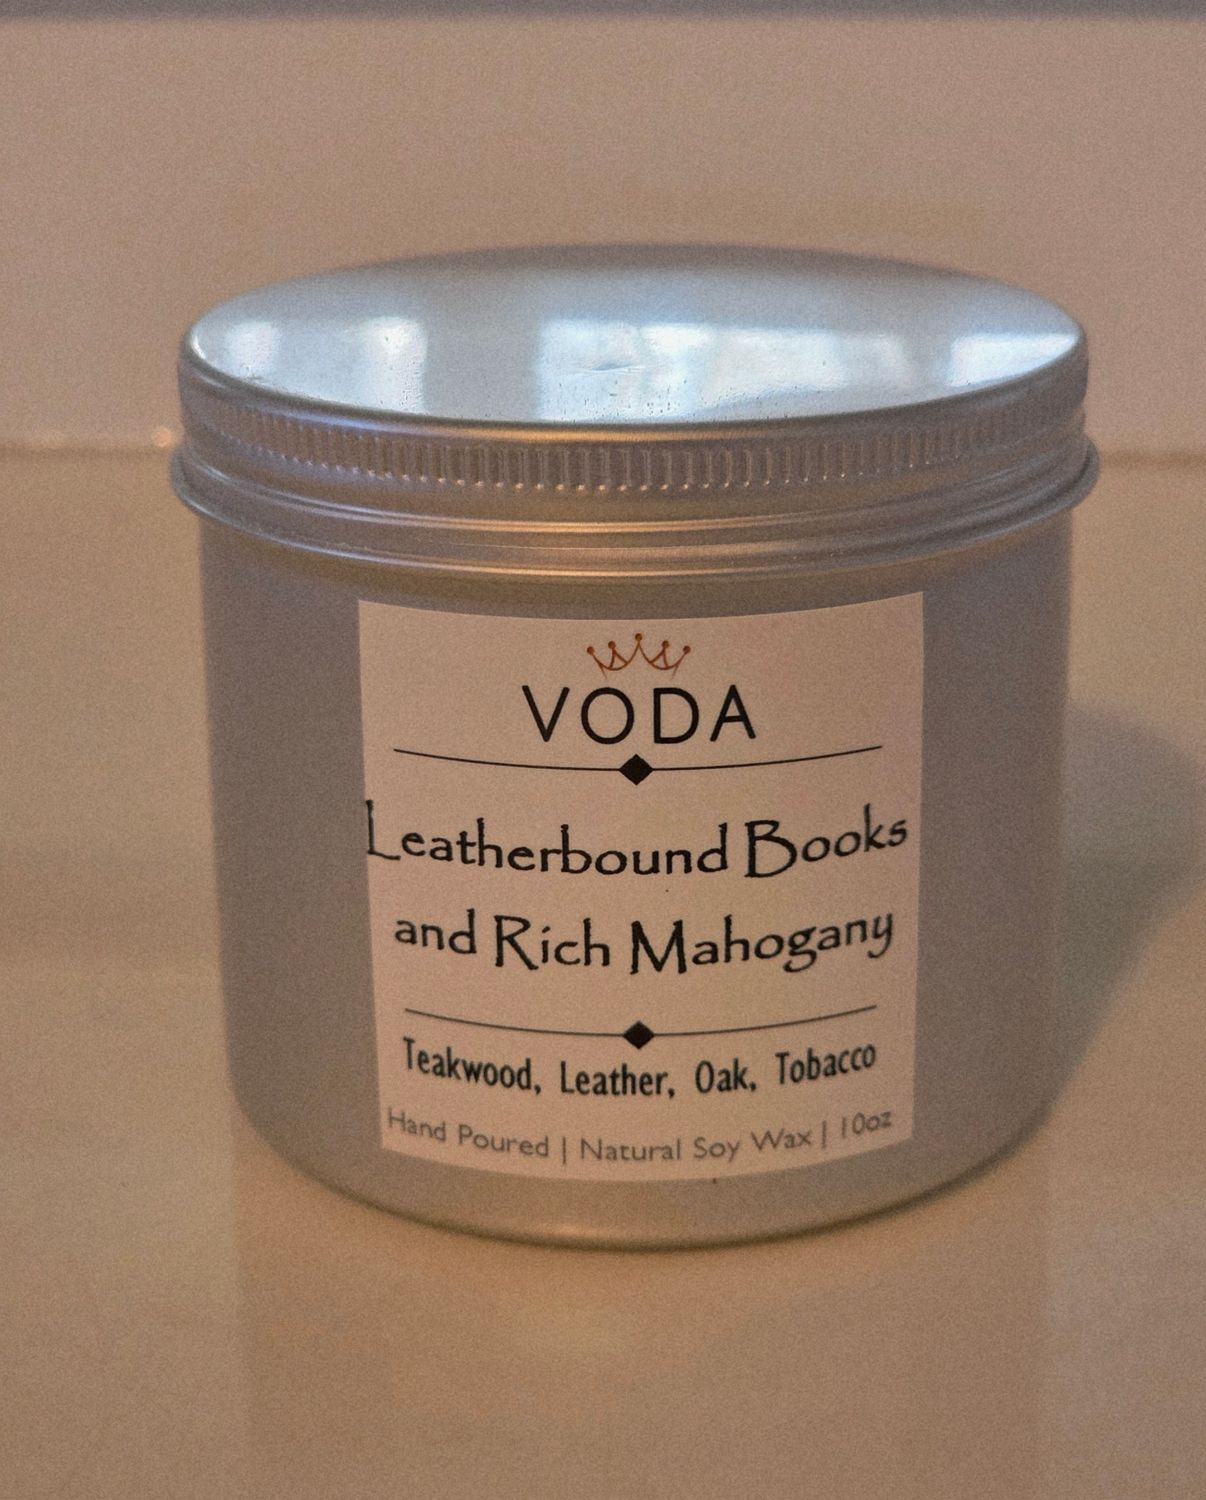 VODA
Leatherbound Books
and Rich Mahogany
Teakwood, Leather, Oak, Tobacco
Hand Poured | Natural Soy Wax | 10oz